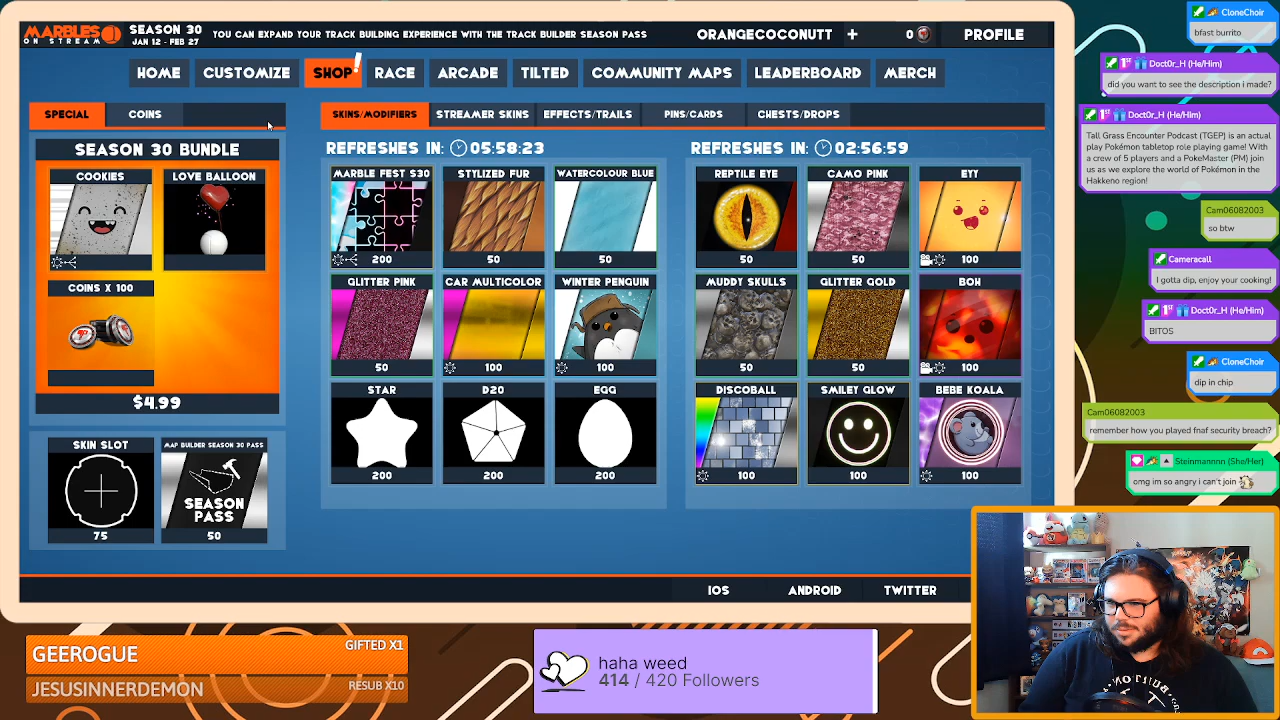 MARBLES
ON STREAM
SEASON 30
JAN 12 - FEB 27
YOU CAN EXPAND YOUR TRACK BUILDING EXPERIENCE WITH THE TRACK BUILDER SEASON PASS
ORANGECOCONUTT + 0
PROFILE
HOME CUSTOMIZE SHOP! RACE ARCADE TILTED COMMUNITY MAPS LEADERBOARD MERCH
SPECIAL COINS
SKINS/MODIFIERS STREAMER SKINS EFFECTS/TRAILS PINS/CARDS CHESTS/DROPS
SEASON 30 BUNDLE
COOKIES LOVE BALLOON
COINS X 100
$4.99
SKIN SLOT MAP BUILDER SEASON 30 PASS
SEASON
PASS
75 50
REFRESHES IN: 05:58:23
MARBLE FEST S30 STYLIZED FUR WATERCOLOUR BLUE
200 50 50
GLITTER PINK CAR MULTICOLOR WINTER PENGUIN
50 100 100
STAR D20 EGG
200 200 200
REFRESHES IN: 02:56:59
REPTILE EYE CAMO PINK EYY
50 50 100
MUDDY SKULLS GLITTER GOLD BOH
50 50 100
DISCOBALL SMILEY GLOW BEBE KOALA
100 100 100
IOS ANDROID TWITTER
CloneChoir
bfast burrito
Doct0r_H (He/Him)
did you want to see the description i made?
Doct0r_H (He/Him)
Tall Grass Encounter Podcast (TGEP) is an actual
play Pokémon tabletop role playing game! With
a crew of 5 players and a PokeMaster (PM) join
us as we explore the world of Pokémon in the
Hakkeno region!
Cam06082003
so btw
Cameracall
I gotta dip, enjoy your cooking!
Doct0r_H (He/Him)
BITOS
CloneChoir
dip in chip
Cam06082003
remember how you played fnaf security breach?
Steinmannnn (She/Her)
omg im so angry i can't join
GEEROGUE GIFTED X1
JESUSINNERDEMON RESUB X10
haha weed
414 / 420 Followers